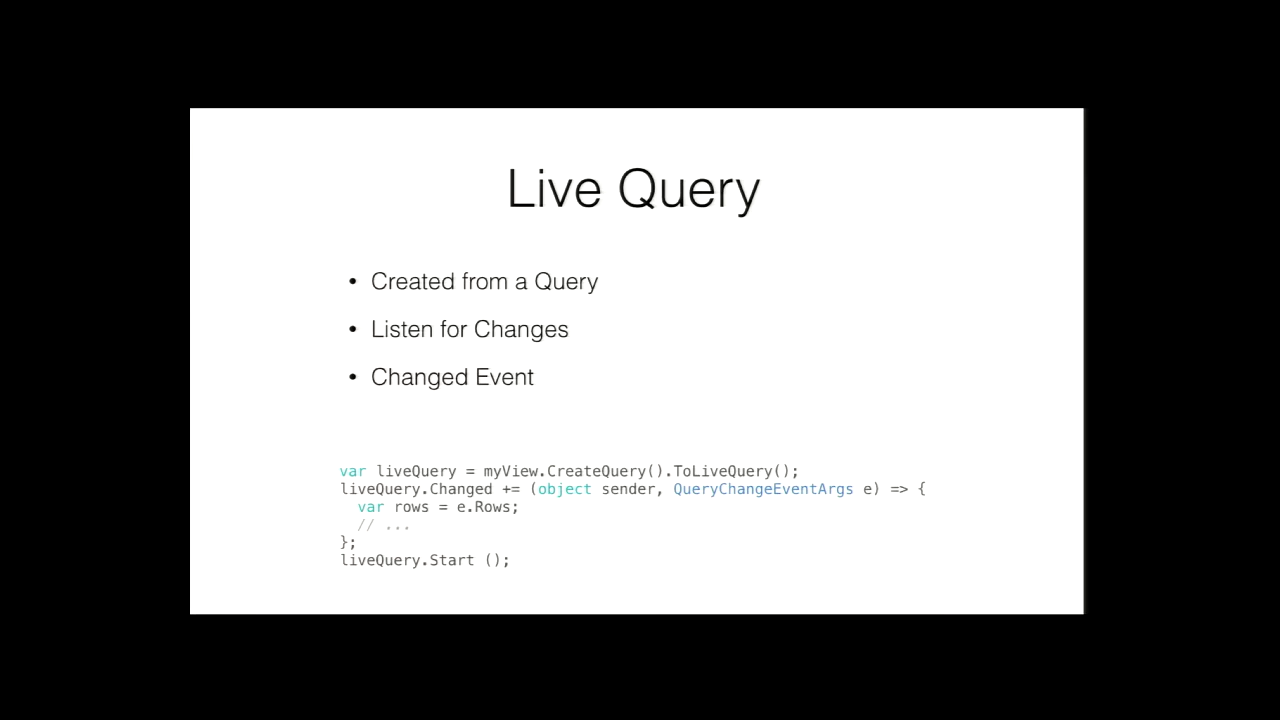 Live Query
• Created from a Query
• Listen for Changes
• Changed Event
var liveQuery = myView.CreateQuery().ToLiveQuery();
liveQuery.Changed += (object sender, QueryChangeEventArgs e) => {
  var rows = e.Rows;
  // ...
};
liveQuery.Start ();